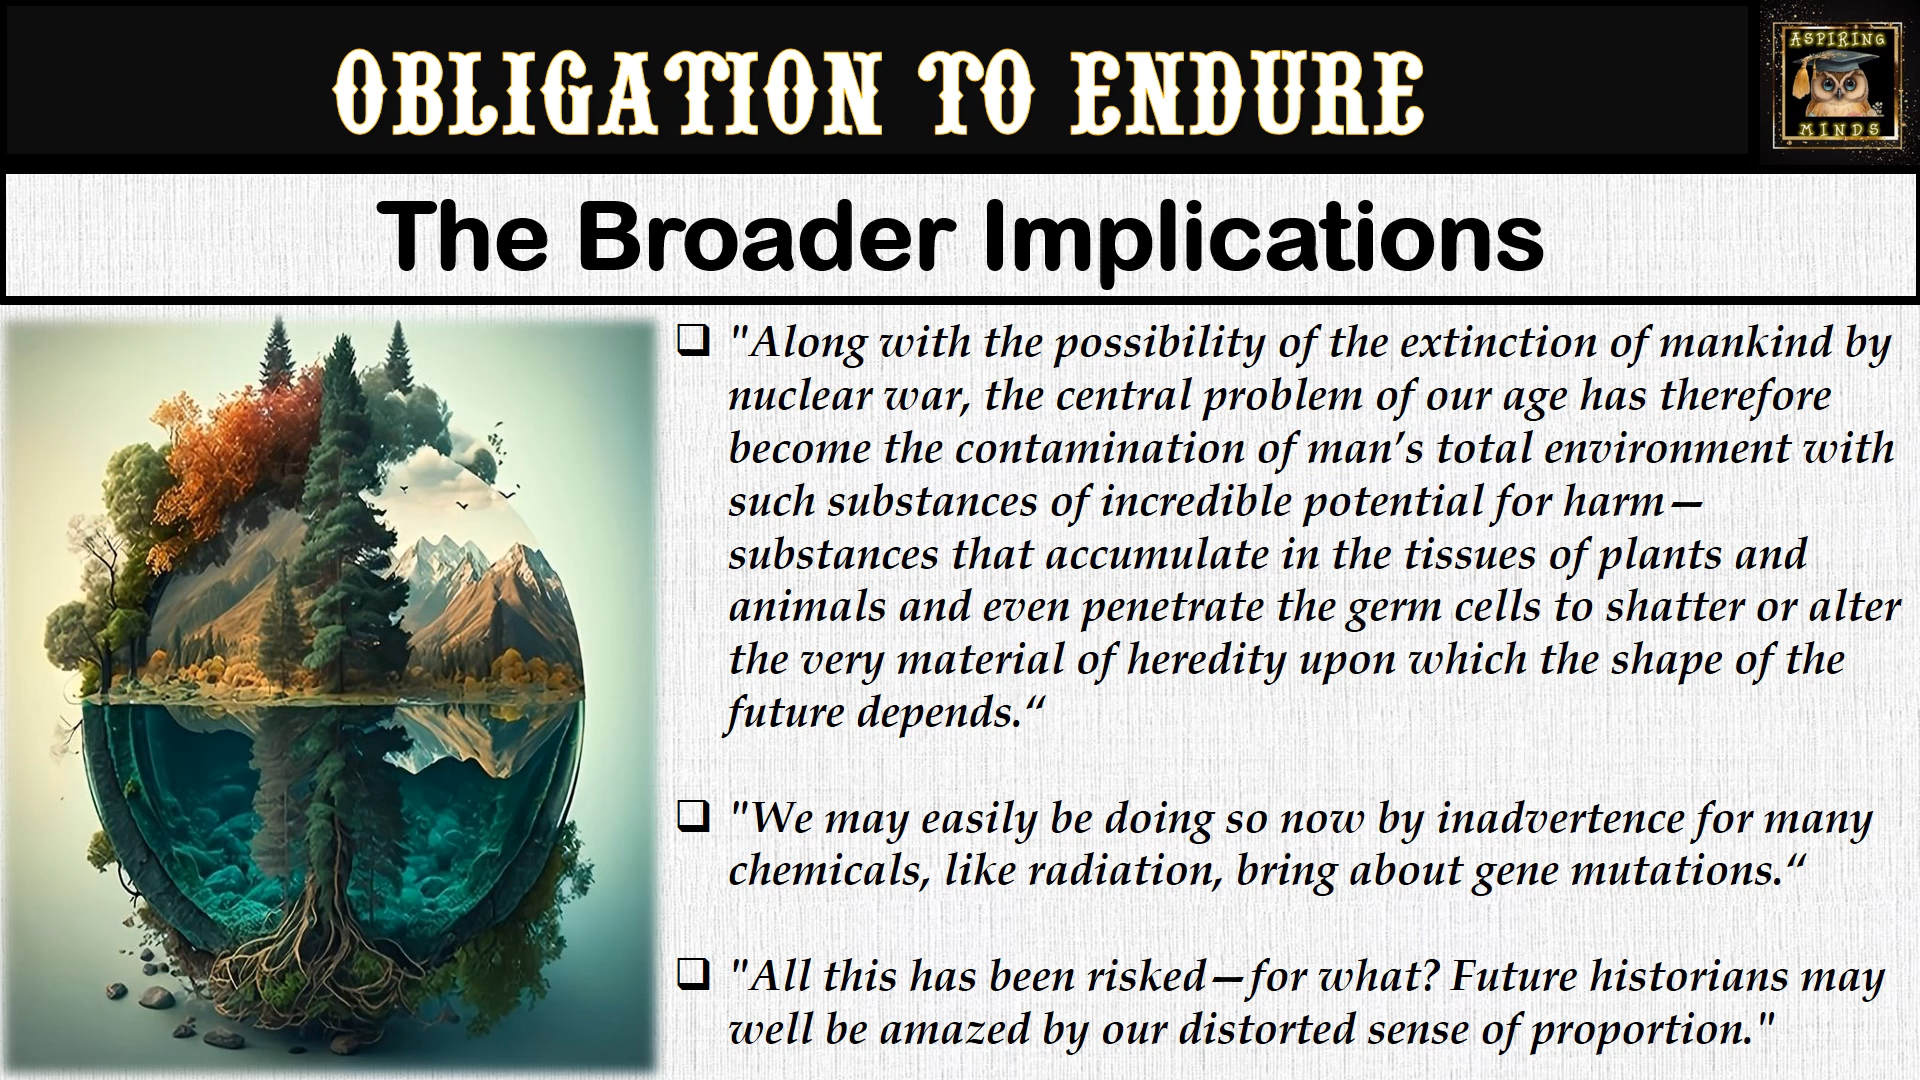 OBLIGATION TO ENDURE
ASPIRING
MINDS
The Broader Implications
❑ "Along with the possibility of the extinction of mankind by
nuclear war, the central problem of our age has therefore
become the contamination of man’s total environment with
such substances of incredible potential for harm—
substances that accumulate in the tissues of plants and
animals and even penetrate the germ cells to shatter or alter
the very material of heredity upon which the shape of the
future depends.“
❑ "We may easily be doing so now by inadvertence for many
chemicals, like radiation, bring about gene mutations.“
❑ "All this has been risked—for what? Future historians may
well be amazed by our distorted sense of proportion."